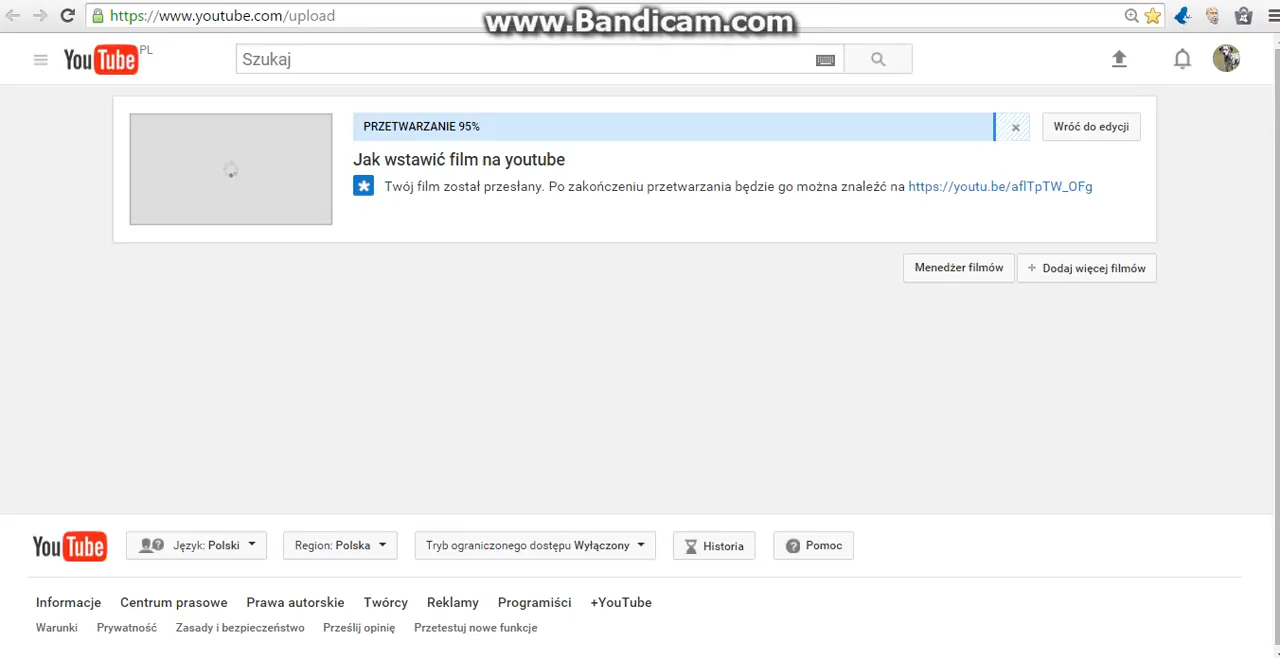 https://www.youtube.com/upload
www.Bandicam.com
YouTube PL
Szukaj
PRZETWARZANIE 95%
Wróć do edycji
Jak wstawić film na youtube
Twój film został przesłany. Po zakończeniu przetwarzania będzie go można znaleźć na https://youtu.be/aflTpTW_OFg
Menedżer filmów
+ Dodaj więcej filmów
YouTube
Język: Polski
Region: Polska
Tryb ograniczonego dostępu Wyłączony
Historia
Pomoc
Informacje Centrum prasowe Prawa autorskie Twórcy Reklamy Programiści +YouTube
Warunki Prywatność Zasady i bezpieczeństwo Prześlij opinię Przetestuj nowe funkcje